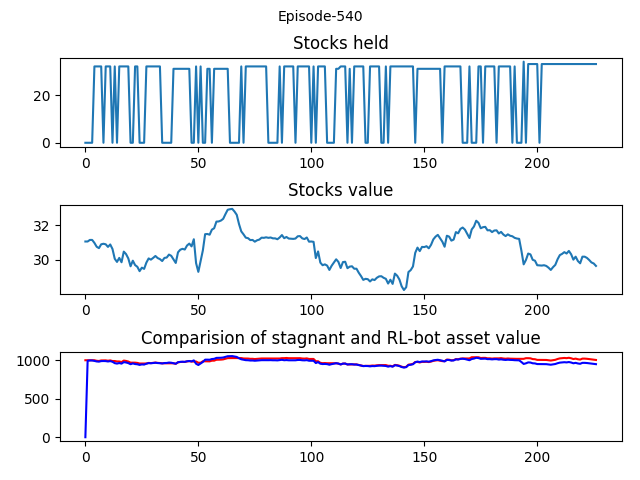 Episode-540
Stocks held
20
0
0 50 100 150 200
Stocks value
32
30
0 50 100 150 200
Comparision of stagnant and RL-bot asset value
1000
500
0
0 50 100 150 200